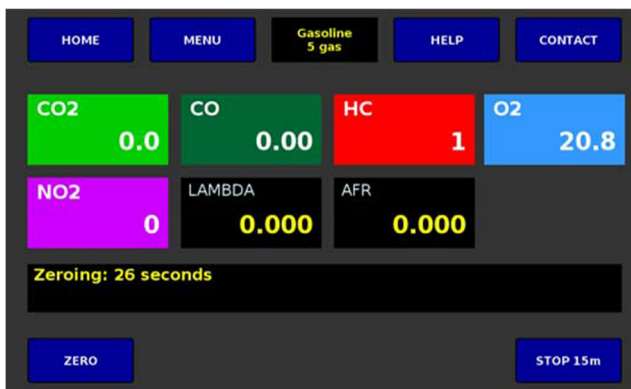 HOME
MENU
Gasoline
5 gas
HELP
CONTACT
CO2
0.0
CO
0.00
HC
1
O2
20.8
NO2
0
LAMBDA
0.000
AFR
0.000
Zeroing: 26 seconds
ZERO
STOP 15m